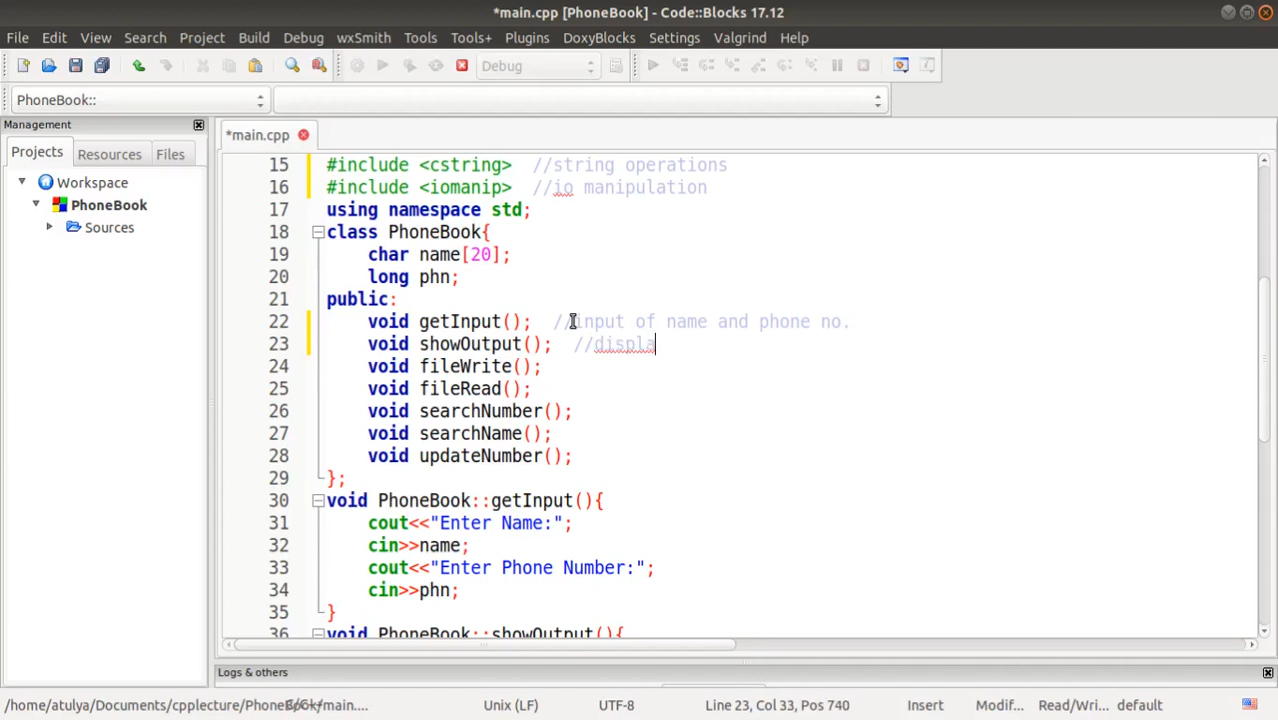 *main.cpp [PhoneBook] - Code::Blocks 17.12
File Edit View Search Project Build Debug wxSmith Tools Tools+ Plugins DoxyBlocks Settings Valgrind Help
Debug
PhoneBook::
Management
*main.cpp
Projects Resources Files
Workspace
PhoneBook
Sources
15 #include <cstring> //string operations
16 #include <iomanip> //io manipulation
17 using namespace std;
18 class PhoneBook{
19 char name[20];
20 long phn;
21 public:
22 void getInput(); //input of name and phone no.
23 void showOutput(); //displa
24 void fileWrite();
25 void fileRead();
26 void searchNumber();
27 void searchName();
28 void updateNumber();
29 };
30 void PhoneBook::getInput(){
31 cout<<"Enter Name:";
32 cin>>name;
33 cout<<"Enter Phone Number:";
34 cin>>phn;
35 }
36 void PhoneBook::showOutput(){
Logs & others
Unix (LF) UTF-8 Line 23, Col 33, Pos 740 Insert Modif... Read/Wri... default